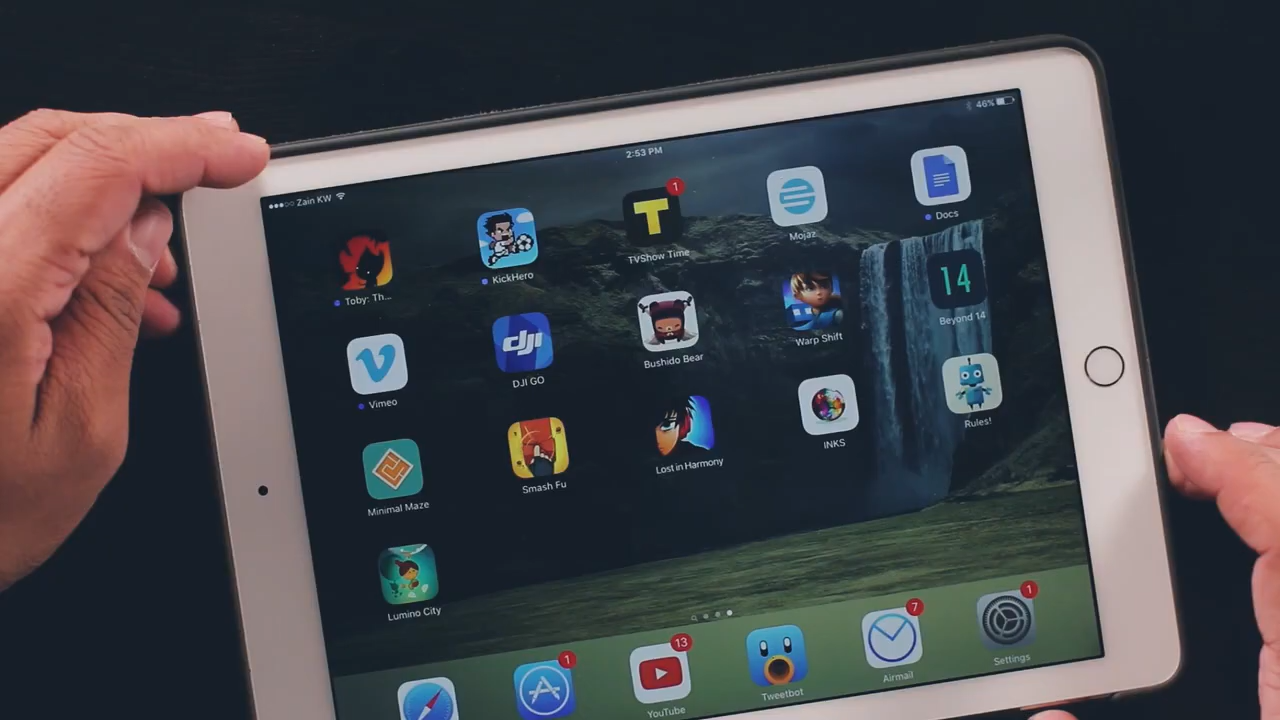 Zain KW
2:53 PM
46%
Toby: Th...
KickHero
T
1
TVShow Time
Mojaz
Docs
Vimeo
dji
DJI GO
Bushido Bear
Warp Shift
14
Beyond 14
Minimal Maze
Smash Fu
Lost in Harmony
INKS
Rules!
Lumino City
1
13
YouTube
Tweetbot
7
Airmail
1
Settings